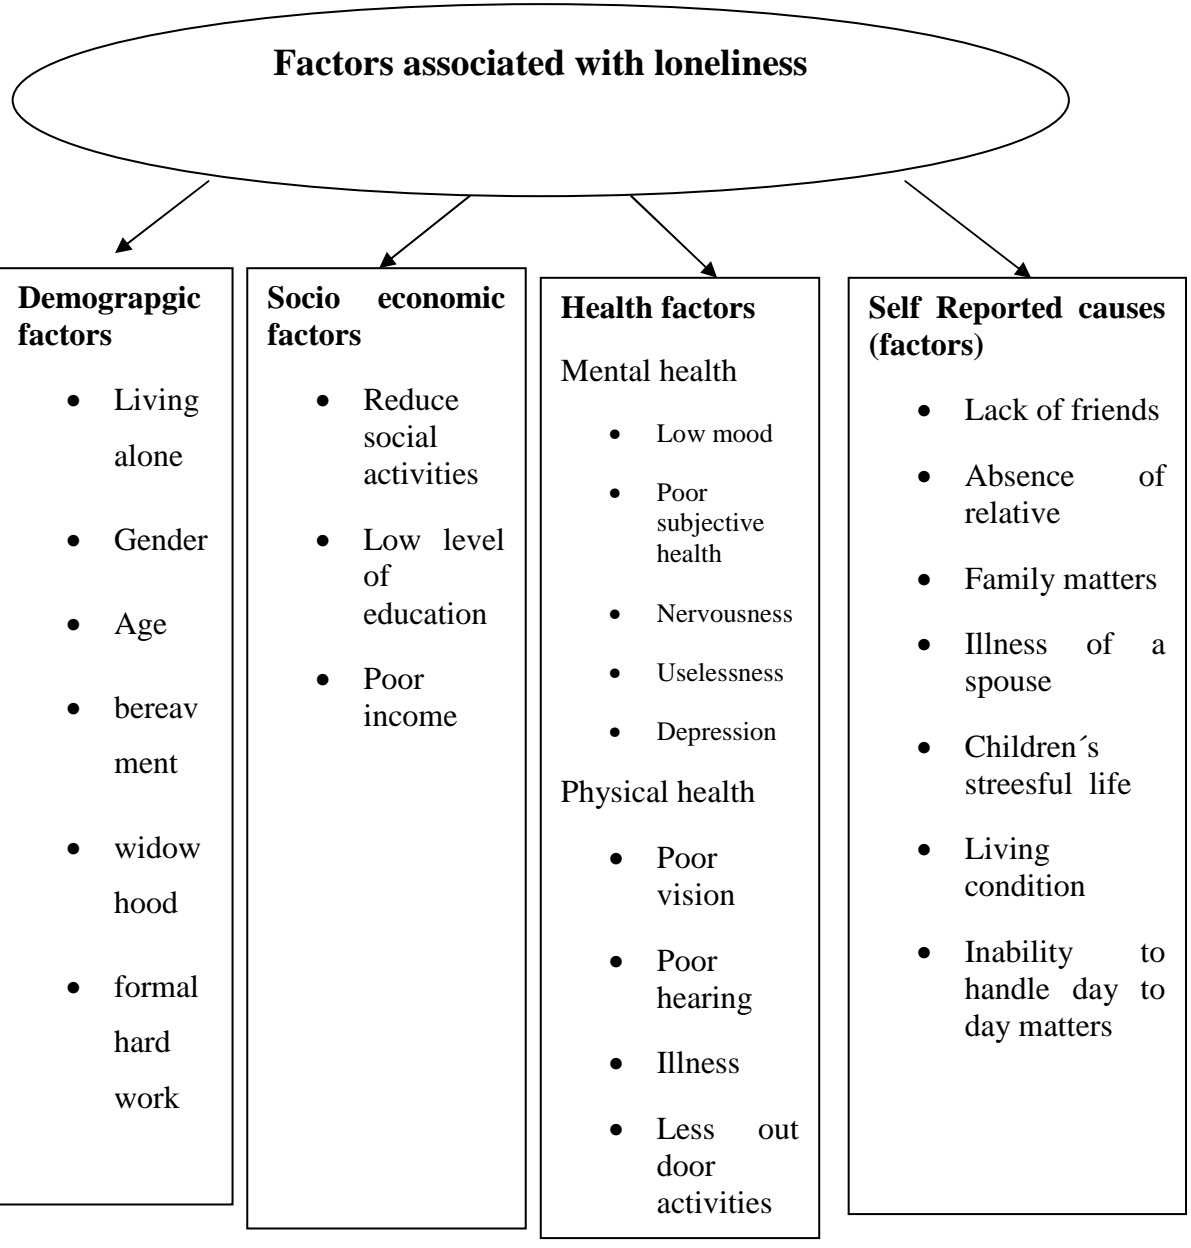 Factors associated with loneliness
Demograpgic
factors
• Living
alone
• Gender
• Age
• bereav
ment
• widow
hood
• formal
hard
work
Socio economic
factors
• Reduce
social
activities
• Low level
of
education
• Poor
income
Health factors
Mental health
• Low mood
• Poor
subjective
health
• Nervousness
• Uselessness
• Depression
Physical health
• Poor
vision
• Poor
hearing
• Illness
• Less out
door
activities
Self Reported causes
(factors)
• Lack of friends
• Absence of
relative
• Family matters
• Illness of a
spouse
• Children´s
streesful life
• Living
condition
• Inability to
handle day to
day matters